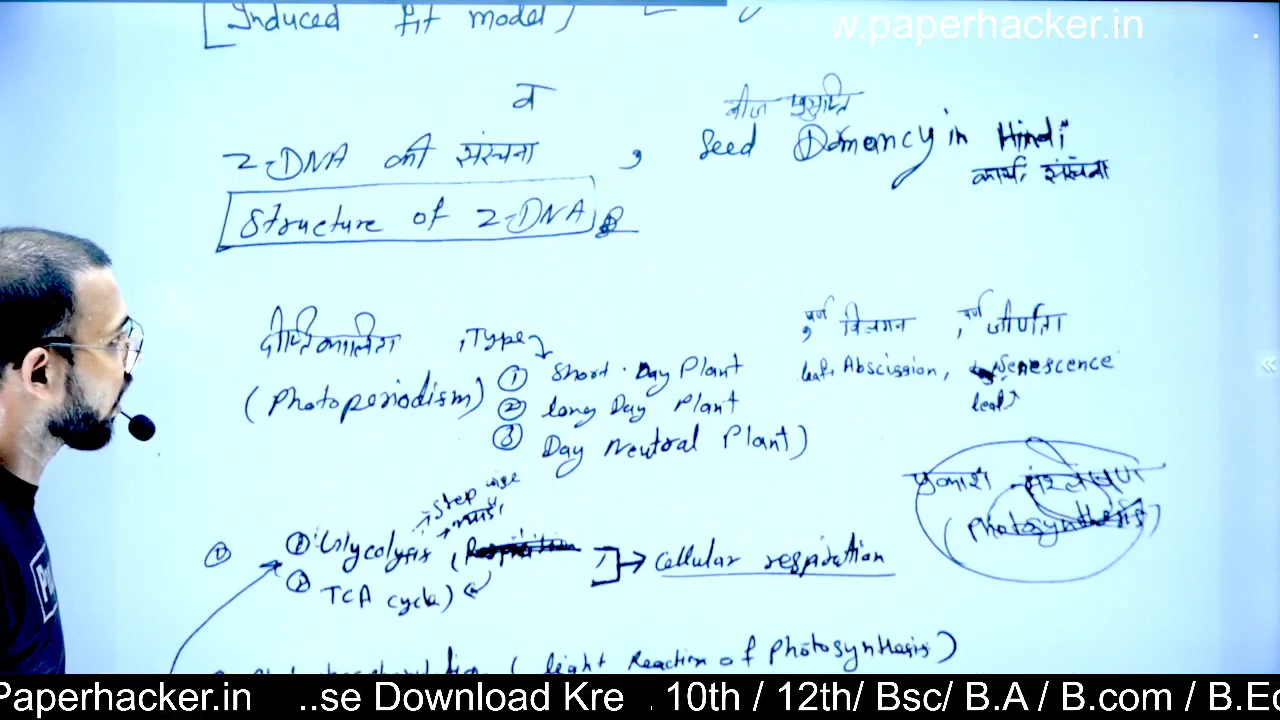 [Induced fit model)
w.paperhacker.in
व
Z-DNA की संरचना ,
Structure of Z-DNA
बीज प्रसुप्ति
Seed Dormancy in Hindi
कार्य, संरचना
दीप्तिकालिता , Type
(Photoperiodism)
① Short Day Plant
② long Day Plant
③ Day Neutral Plant)
पर्ण विलगन , पर्ण जीर्णता
leaf Abscission, Senescence
leaf
प्रकाश संश्लेषण
(Photosynthesis)
Step wise
① ① Glycolysis (Respiration
② TCA cycle)
→ Cellular respiration
( light Reaction of Photosynthesis)
Paperhacker.in ..se Download Kre . 10th / 12th/ Bsc/ B.A / B.com / B.Ed